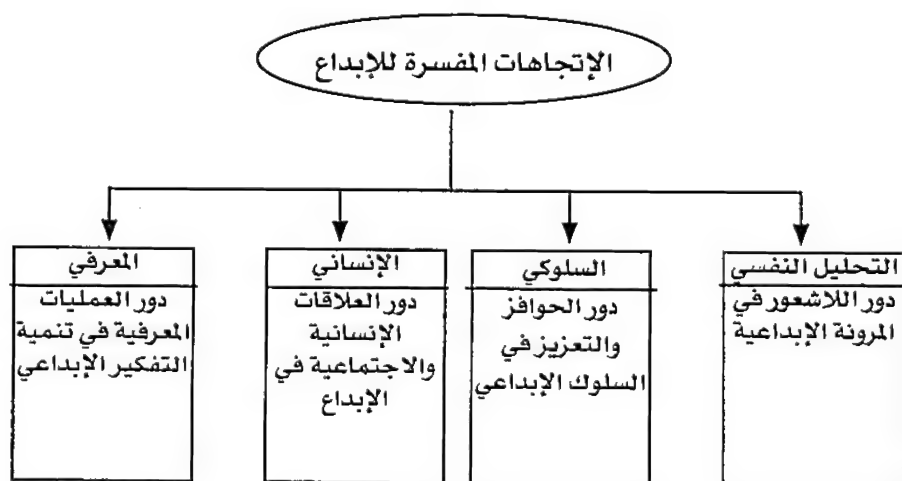 الإتجاهات المفسرة للإبداع
التحليل النفسي
دور اللاشعور في
المرونة الإبداعية
السلوكي
دور الحوافز
والتعزيز في
السلوك الإبداعي
الإنساني
دور العلاقات
الإنسانية
والاجتماعية في
الإبداع
المعرفي
دور العمليات
المعرفية في تنمية
التفكير الإبداعي